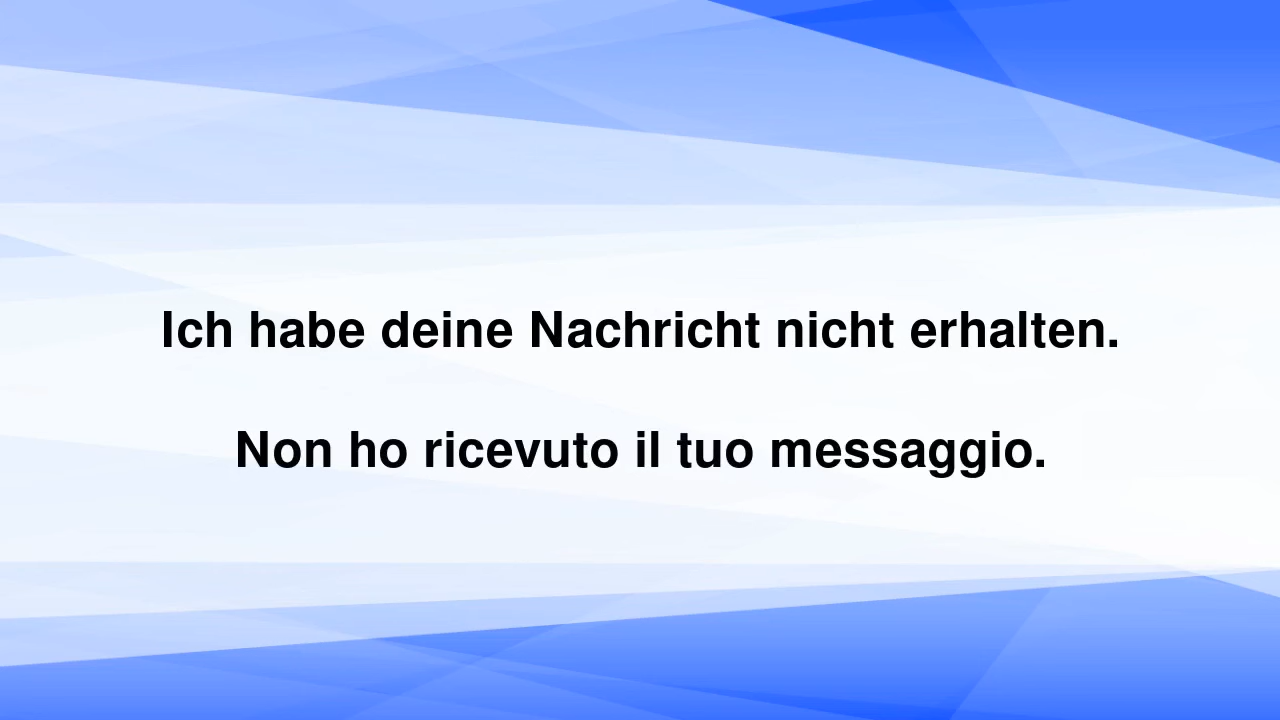 Ich habe deine Nachricht nicht erhalten.
Non ho ricevuto il tuo messaggio.